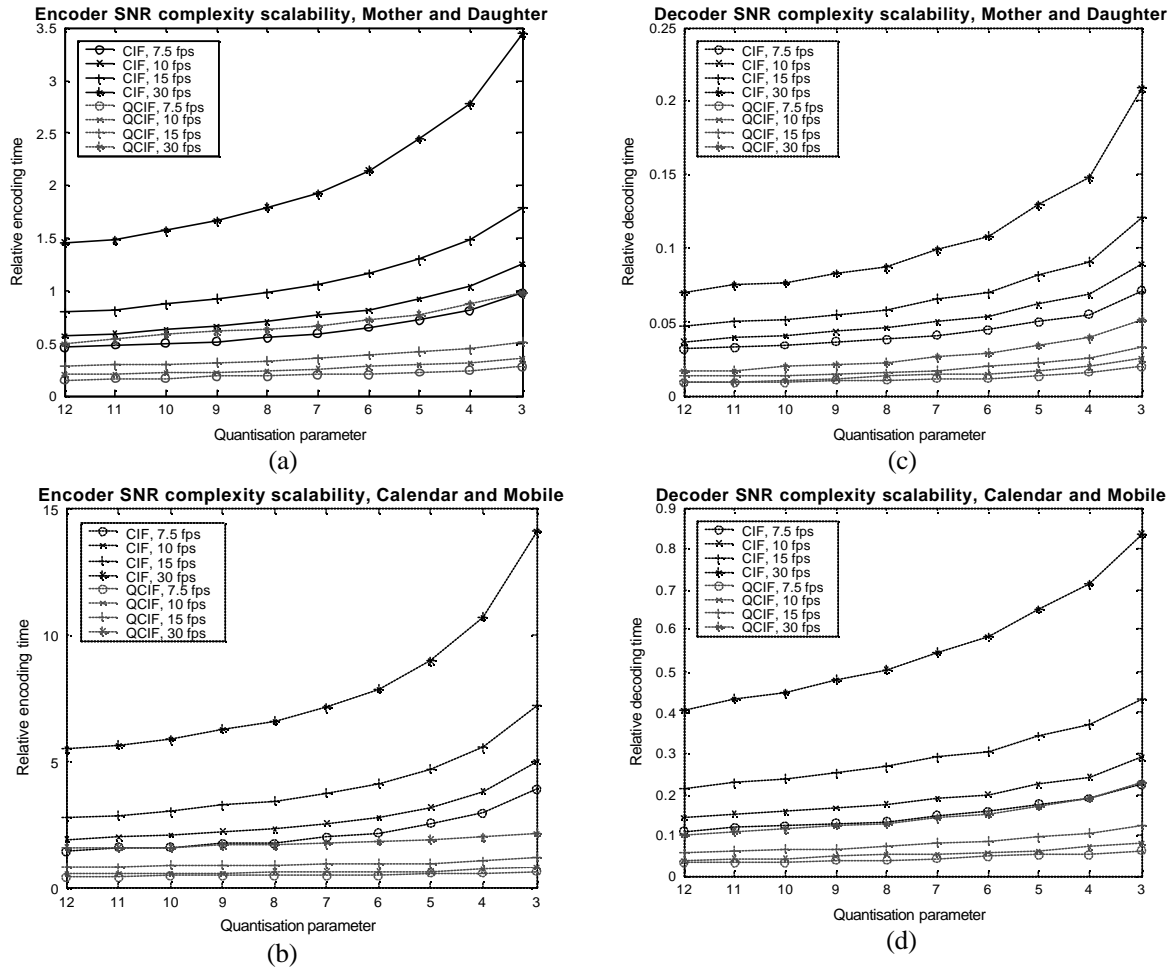 Encoder SNR complexity scalability, Mother and Daughter
3.5
3
2.5
2
1.5
1
0.5
0
Relative encoding time
CIF, 7.5 fps
CIF, 10 fps
CIF, 15 fps
CIF, 30 fps
QCIF, 7.5 fps
QCIF, 10 fps
QCIF, 15 fps
QCIF, 30 fps
12 11 10 9 8 7 6 5 4 3
Quantisation parameter
(a)
Decoder SNR complexity scalability, Mother and Daughter
0.25
0.2
0.15
0.1
0.05
0
Relative decoding time
CIF, 7.5 fps
CIF, 10 fps
CIF, 15 fps
CIF, 30 fps
QCIF, 7.5 fps
QCIF, 10 fps
QCIF, 15 fps
QCIF, 30 fps
12 11 10 9 8 7 6 5 4 3
Quantisation parameter
(c)
Encoder SNR complexity scalability, Calendar and Mobile
15
10
5
0
Relative encoding time
CIF, 7.5 fps
CIF, 10 fps
CIF, 15 fps
CIF, 30 fps
QCIF, 7.5 fps
QCIF, 10 fps
QCIF, 15 fps
QCIF, 30 fps
12 11 10 9 8 7 6 5 4 3
Quantisation parameter
(b)
Decoder SNR complexity scalability, Calendar and Mobile
0.9
0.8
0.7
0.6
0.5
0.4
0.3
0.2
0.1
0
Relative decoding time
CIF, 7.5 fps
CIF, 10 fps
CIF, 15 fps
CIF, 30 fps
QCIF, 7.5 fps
QCIF, 10 fps
QCIF, 15 fps
QCIF, 30 fps
12 11 10 9 8 7 6 5 4 3
Quantisation parameter
(d)